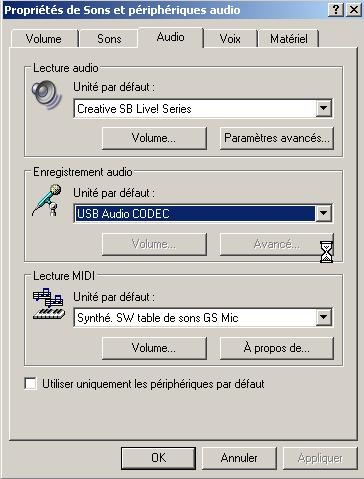 Propriétés de Sons et périphériques audio
Volume Sons Audio Voix Matériel
Lecture audio
Unité par défaut :
Creative SB Live! Series
Volume... Paramètres avancés...
Enregistrement audio
Unité par défaut :
USB Audio CODEC
Volume... Avancé...
Lecture MIDI
Unité par défaut :
Synthé. SW table de sons GS Mic
Volume... À propos de...
Utiliser uniquement les périphériques par défaut
OK Annuler Appliquer